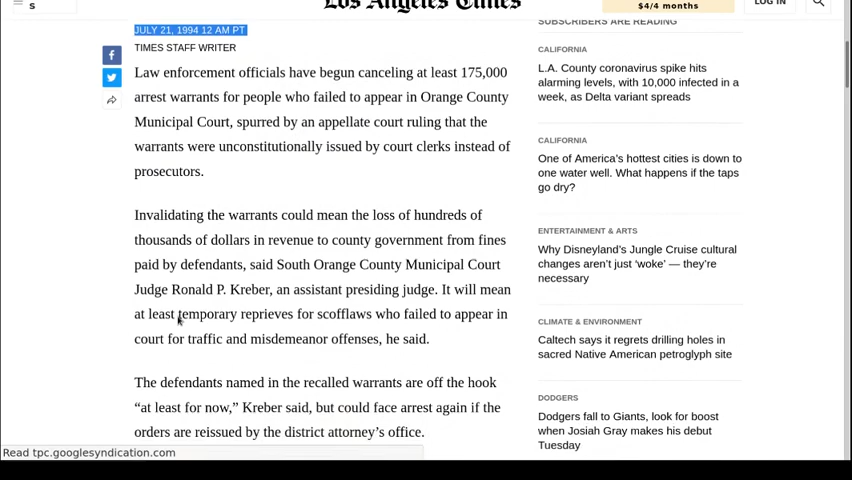 s
Los Angeles Times
$4/4 months
LOG IN
JULY 21, 1994 12 AM PT
TIMES STAFF WRITER
Law enforcement officials have begun canceling at least 175,000
arrest warrants for people who failed to appear in Orange County
Municipal Court, spurred by an appellate court ruling that the
warrants were unconstitutionally issued by court clerks instead of
prosecutors.
Invalidating the warrants could mean the loss of hundreds of
thousands of dollars in revenue to county government from fines
paid by defendants, said South Orange County Municipal Court
Judge Ronald P. Kreber, an assistant presiding judge. It will mean
at least temporary reprieves for scofflaws who failed to appear in
court for traffic and misdemeanor offenses, he said.
The defendants named in the recalled warrants are off the hook
“at least for now,” Kreber said, but could face arrest again if the
orders are reissued by the district attorney’s office.
SUBSCRIBERS ARE READING
CALIFORNIA
L.A. County coronavirus spike hits
alarming levels, with 10,000 infected in a
week, as Delta variant spreads
CALIFORNIA
One of America’s hottest cities is down to
one water well. What happens if the taps
go dry?
ENTERTAINMENT & ARTS
Why Disneyland’s Jungle Cruise cultural
changes aren’t just ‘woke’ — they’re
necessary
CLIMATE & ENVIRONMENT
Caltech says it regrets drilling holes in
sacred Native American petroglyph site
DODGERS
Dodgers fall to Giants, look for boost
when Josiah Gray makes his debut
Tuesday
Read tpc.googlesyndication.com